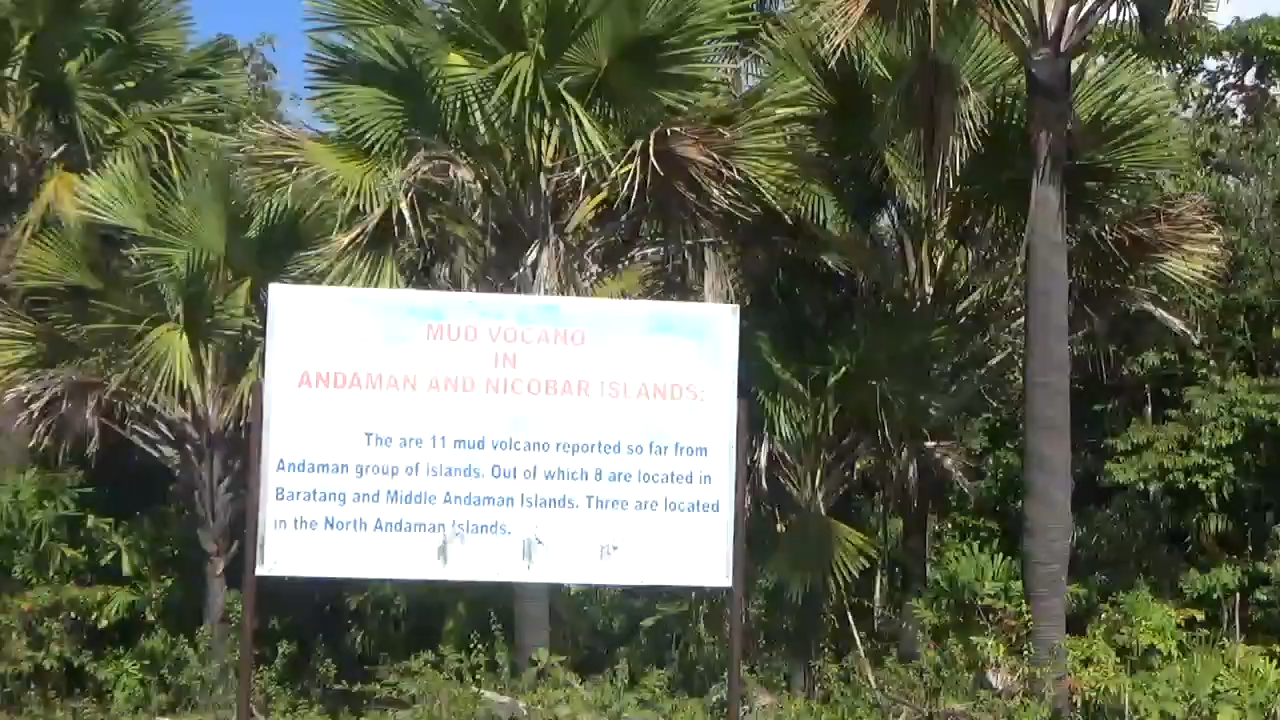 MUD VOCANO
IN
ANDAMAN AND NICOBAR ISLANDS:
The are 11 mud volcano reported so far from
Andaman group of islands. Out of which 8 are located in
Baratang and Middle Andaman Islands. Three are located
in the North Andaman Islands.